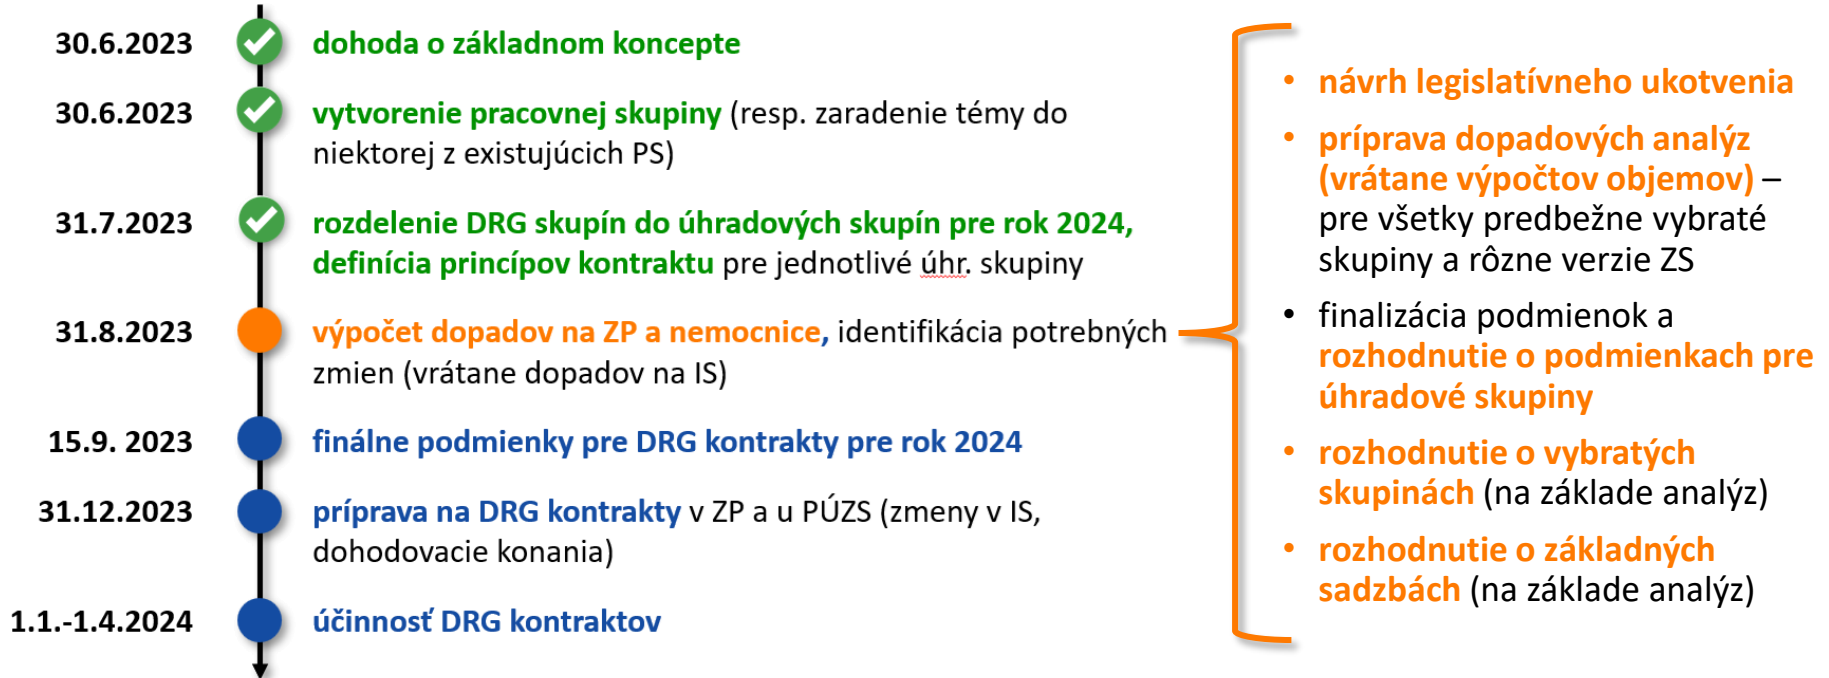 30.6.2023
dohoda o základnom koncepte
30.6.2023
vytvorenie pracovnej skupiny (resp. zaradenie témy do
niektorej z existujúcich PS)
31.7.2023
rozdelenie DRG skupín do úhradových skupín pre rok 2024,
definícia princípov kontraktu pre jednotlivé úhr. skupiny
31.8.2023
výpočet dopadov na ZP a nemocnice, identifikácia potrebných
zmien (vrátane dopadov na IS)
15.9. 2023
finálne podmienky pre DRG kontrakty pre rok 2024
31.12.2023
príprava na DRG kontrakty v ZP a u PÚZS (zmeny v IS,
dohodovacie konania)
1.1.-1.4.2024
účinnosť DRG kontraktov
• návrh legislatívneho ukotvenia
• príprava dopadových analýz
(vrátane výpočtov objemov) –
pre všetky predbežne vybraté
skupiny a rôzne verzie ZS
• finalizácia podmienok a
rozhodnutie o podmienkach pre
úhradové skupiny
• rozhodnutie o vybratých
skupinách (na základe analýz)
• rozhodnutie o základných
sadzbách (na základe analýz)